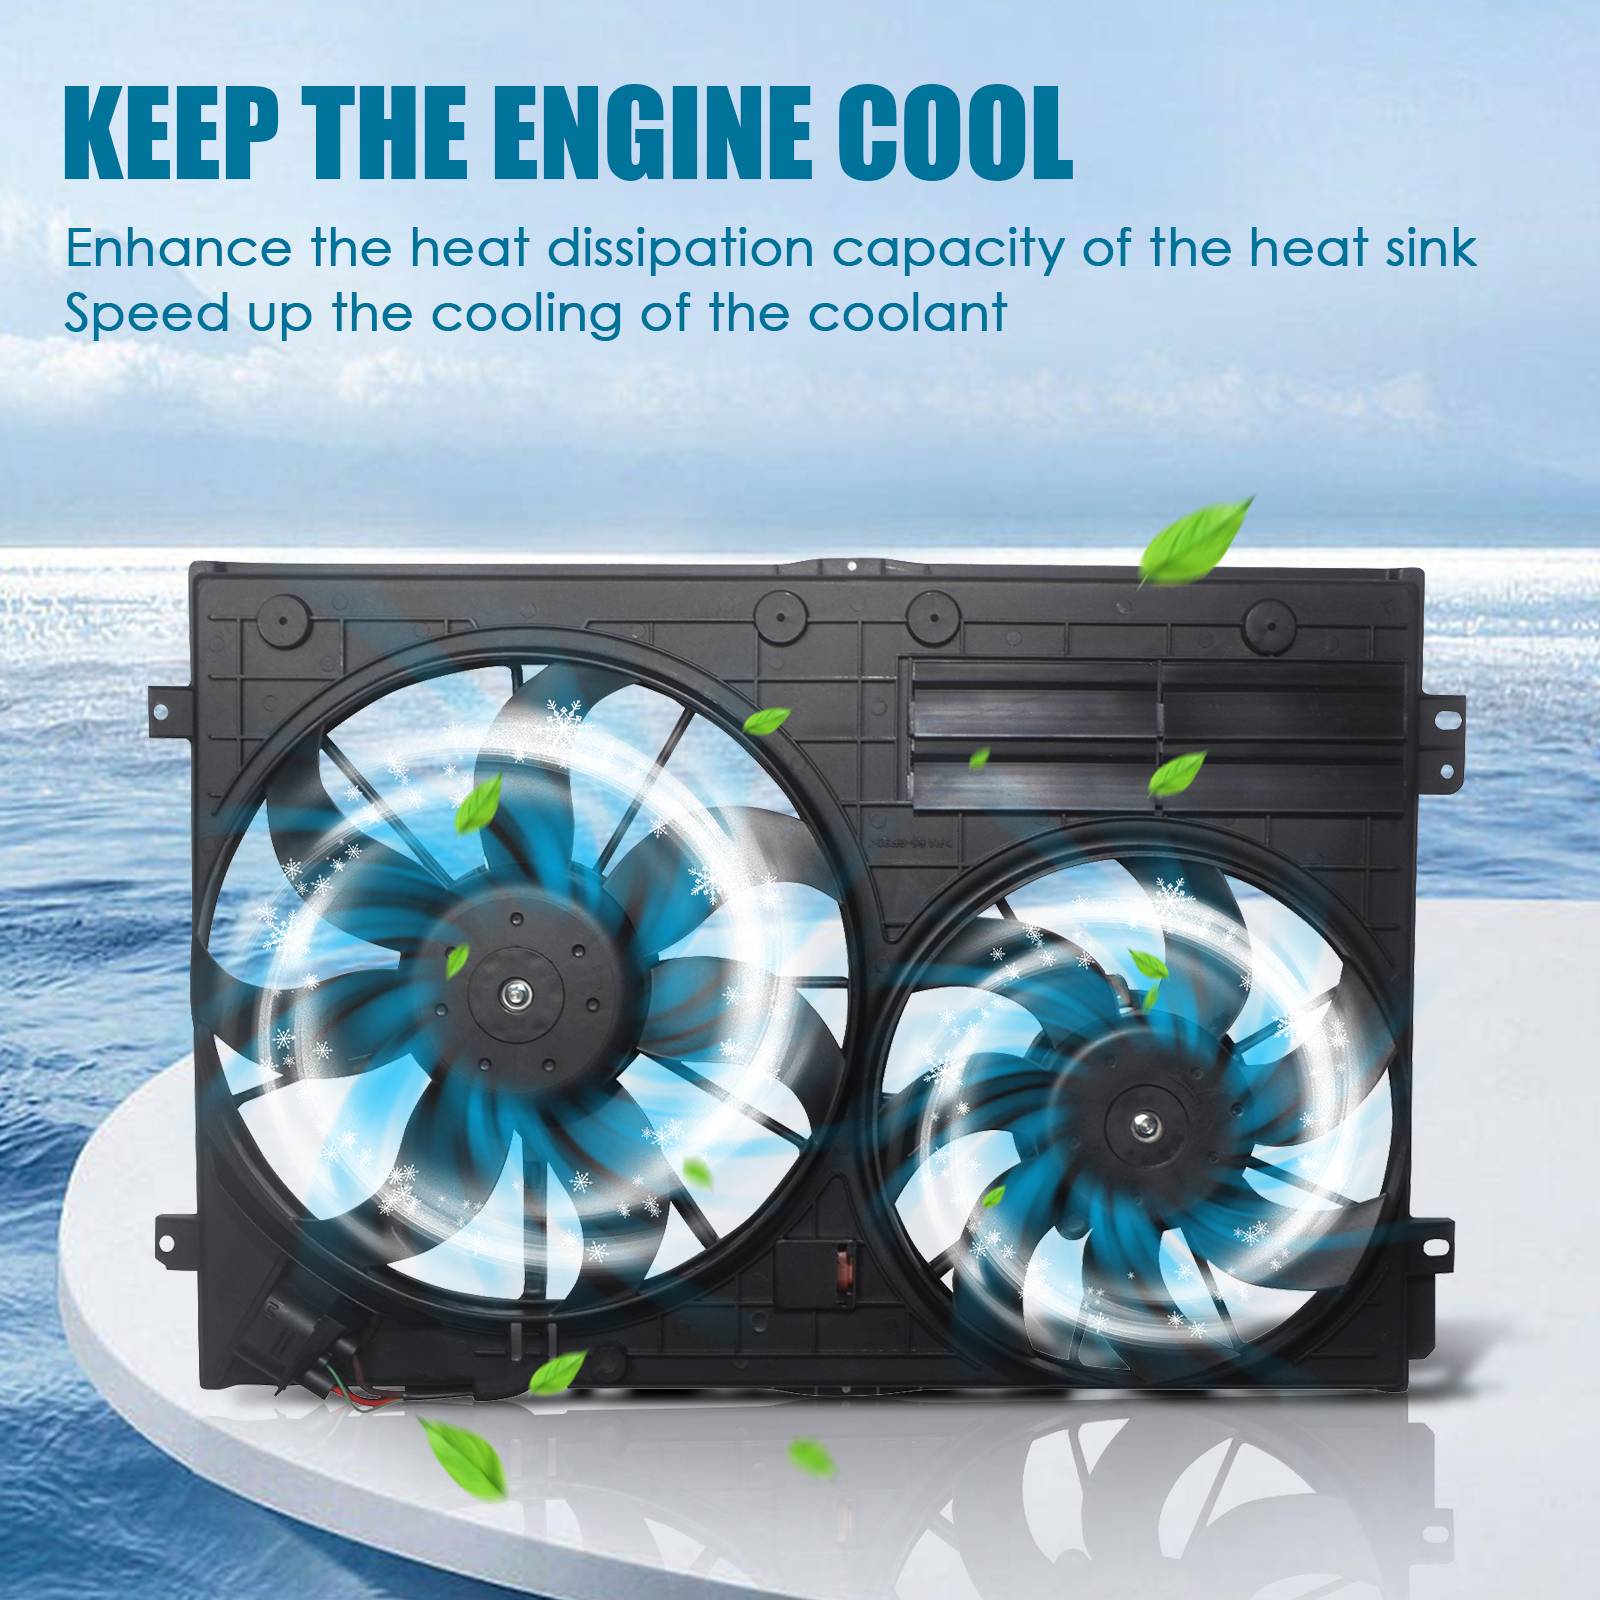 KEEP THE ENGINE COOL
Enhance the heat dissipation capacity of the heat sink
Speed up the cooling of the coolant